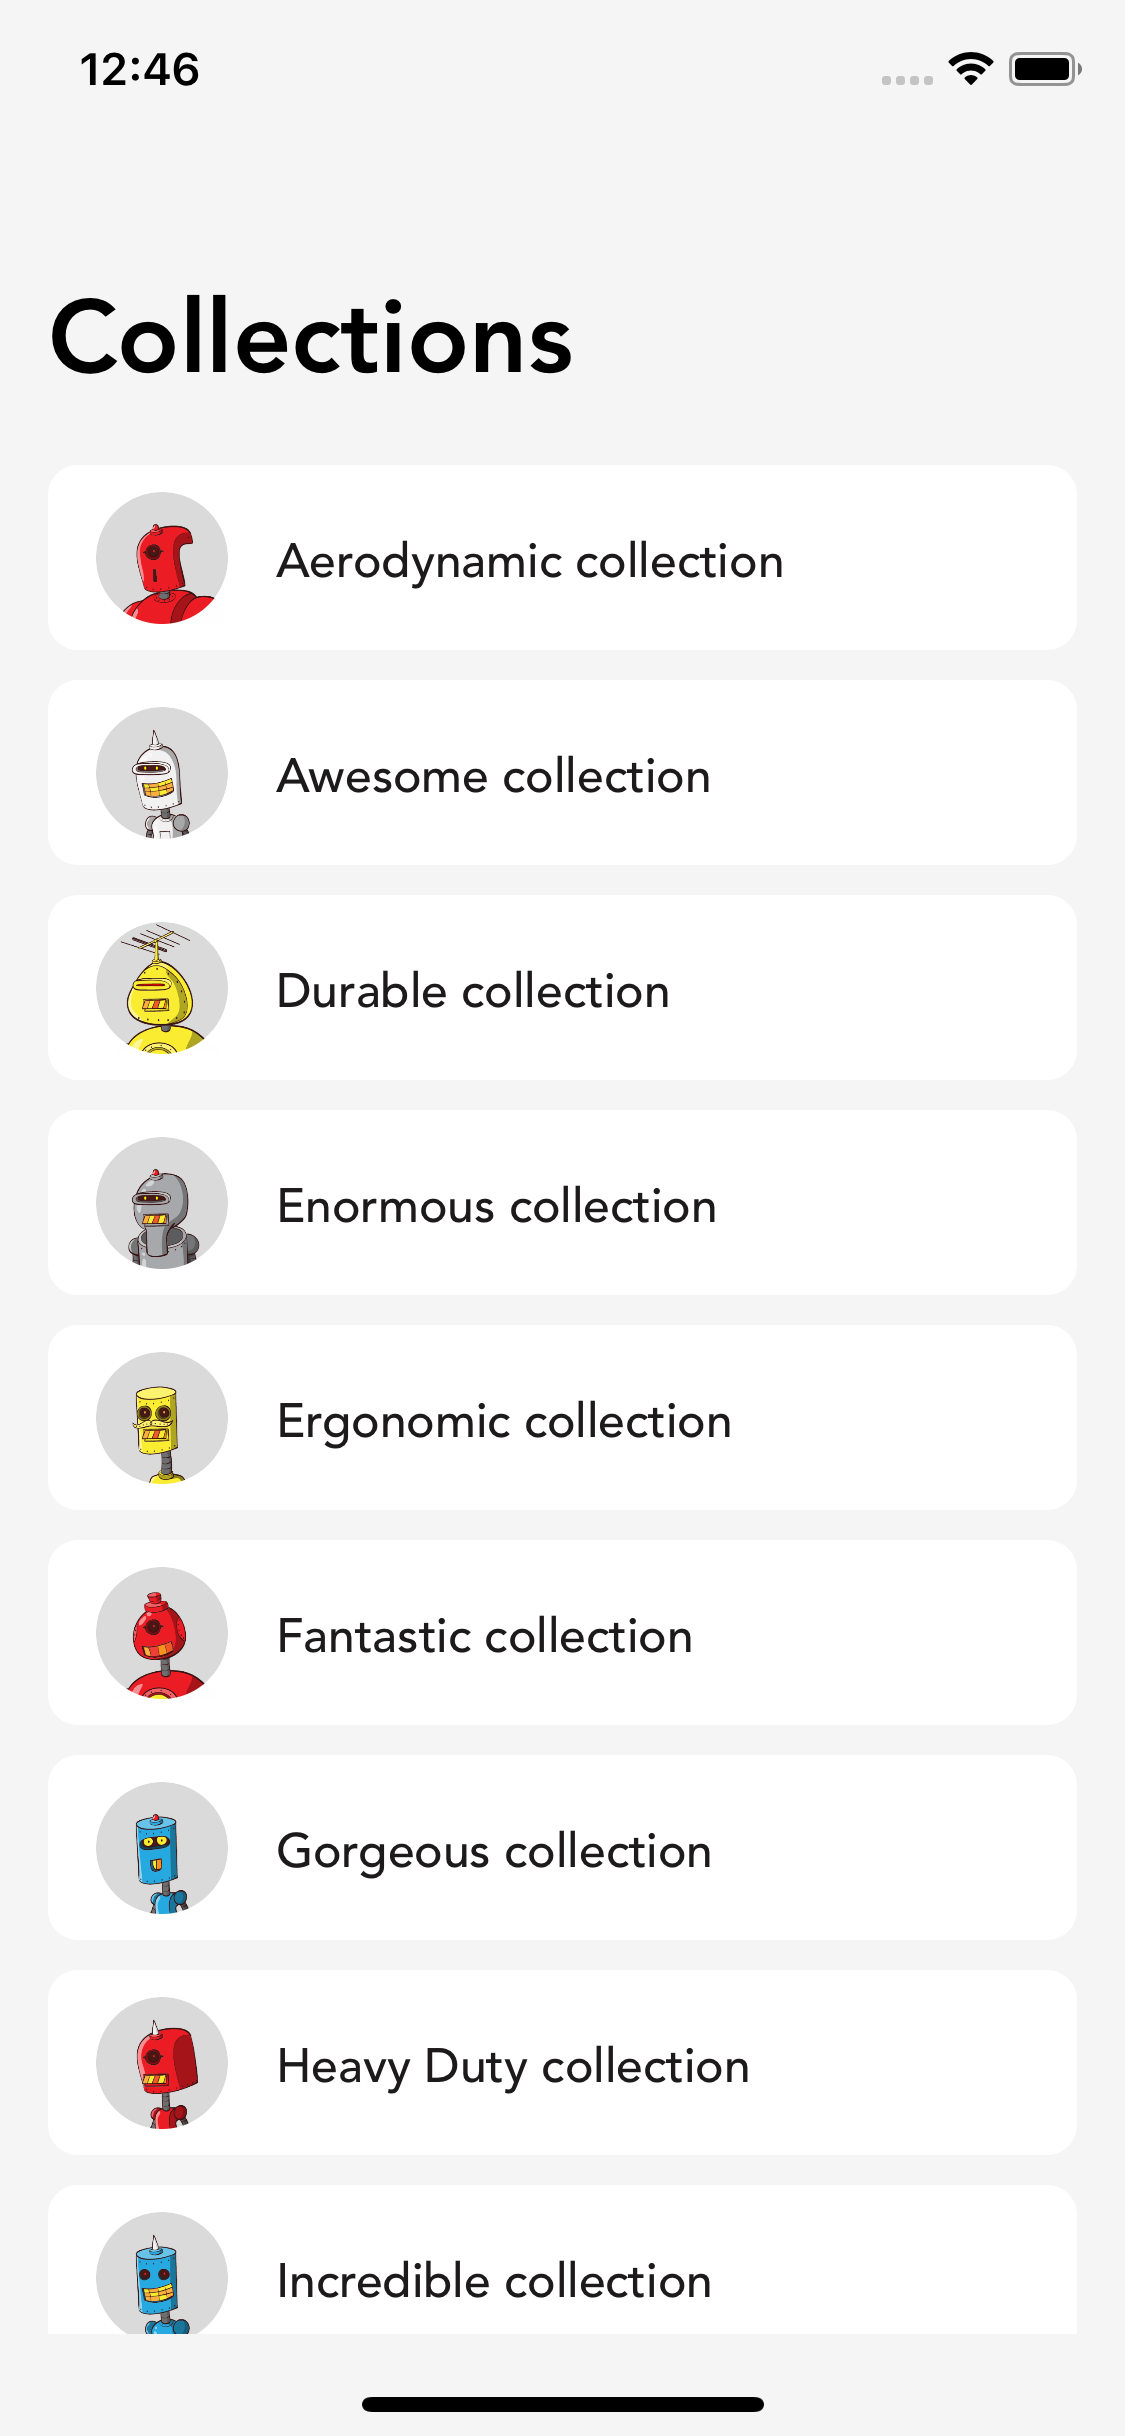 12:46
Collections
Aerodynamic collection
Awesome collection
Durable collection
Enormous collection
Ergonomic collection
Fantastic collection
Gorgeous collection
Heavy Duty collection
Incredible collection